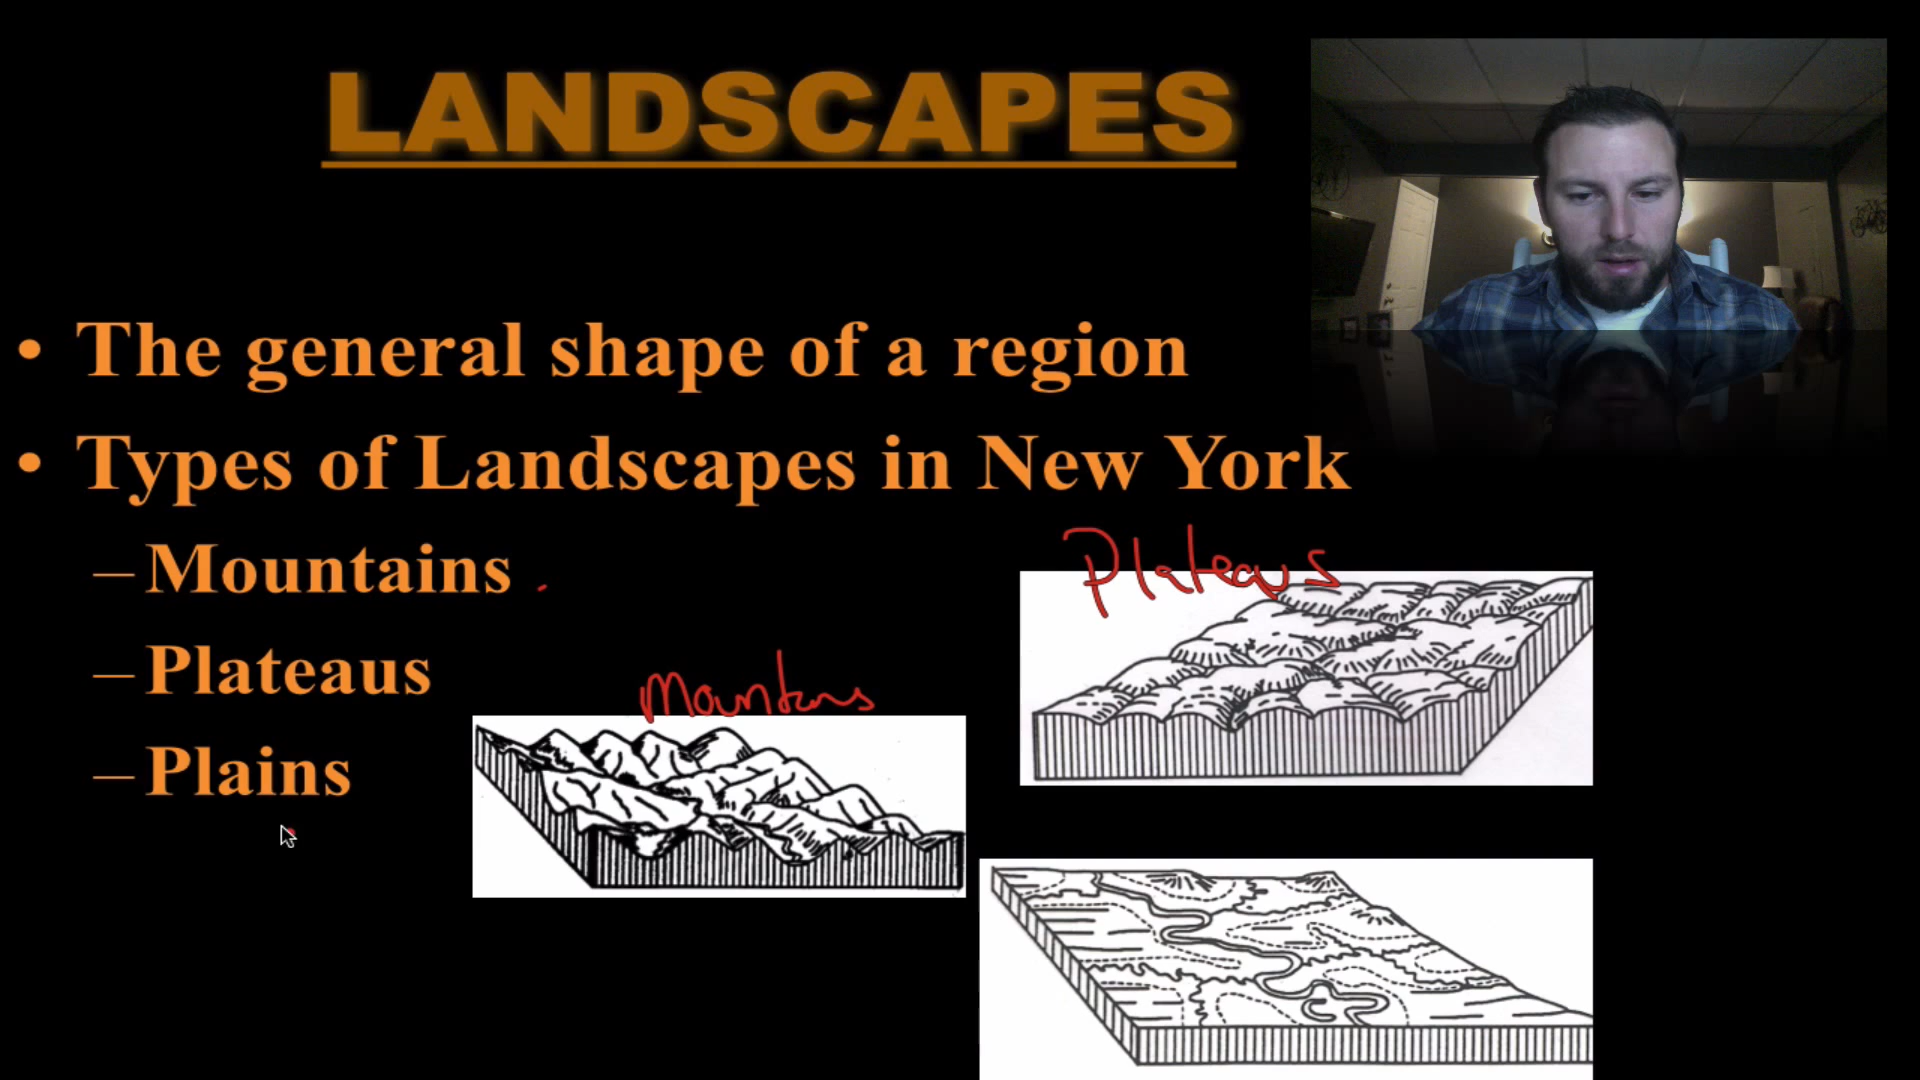 LANDSCAPES
• The general shape of a region
• Types of Landscapes in New York
– Mountains
– Plateaus
– Plains
Plateaus
Mountains